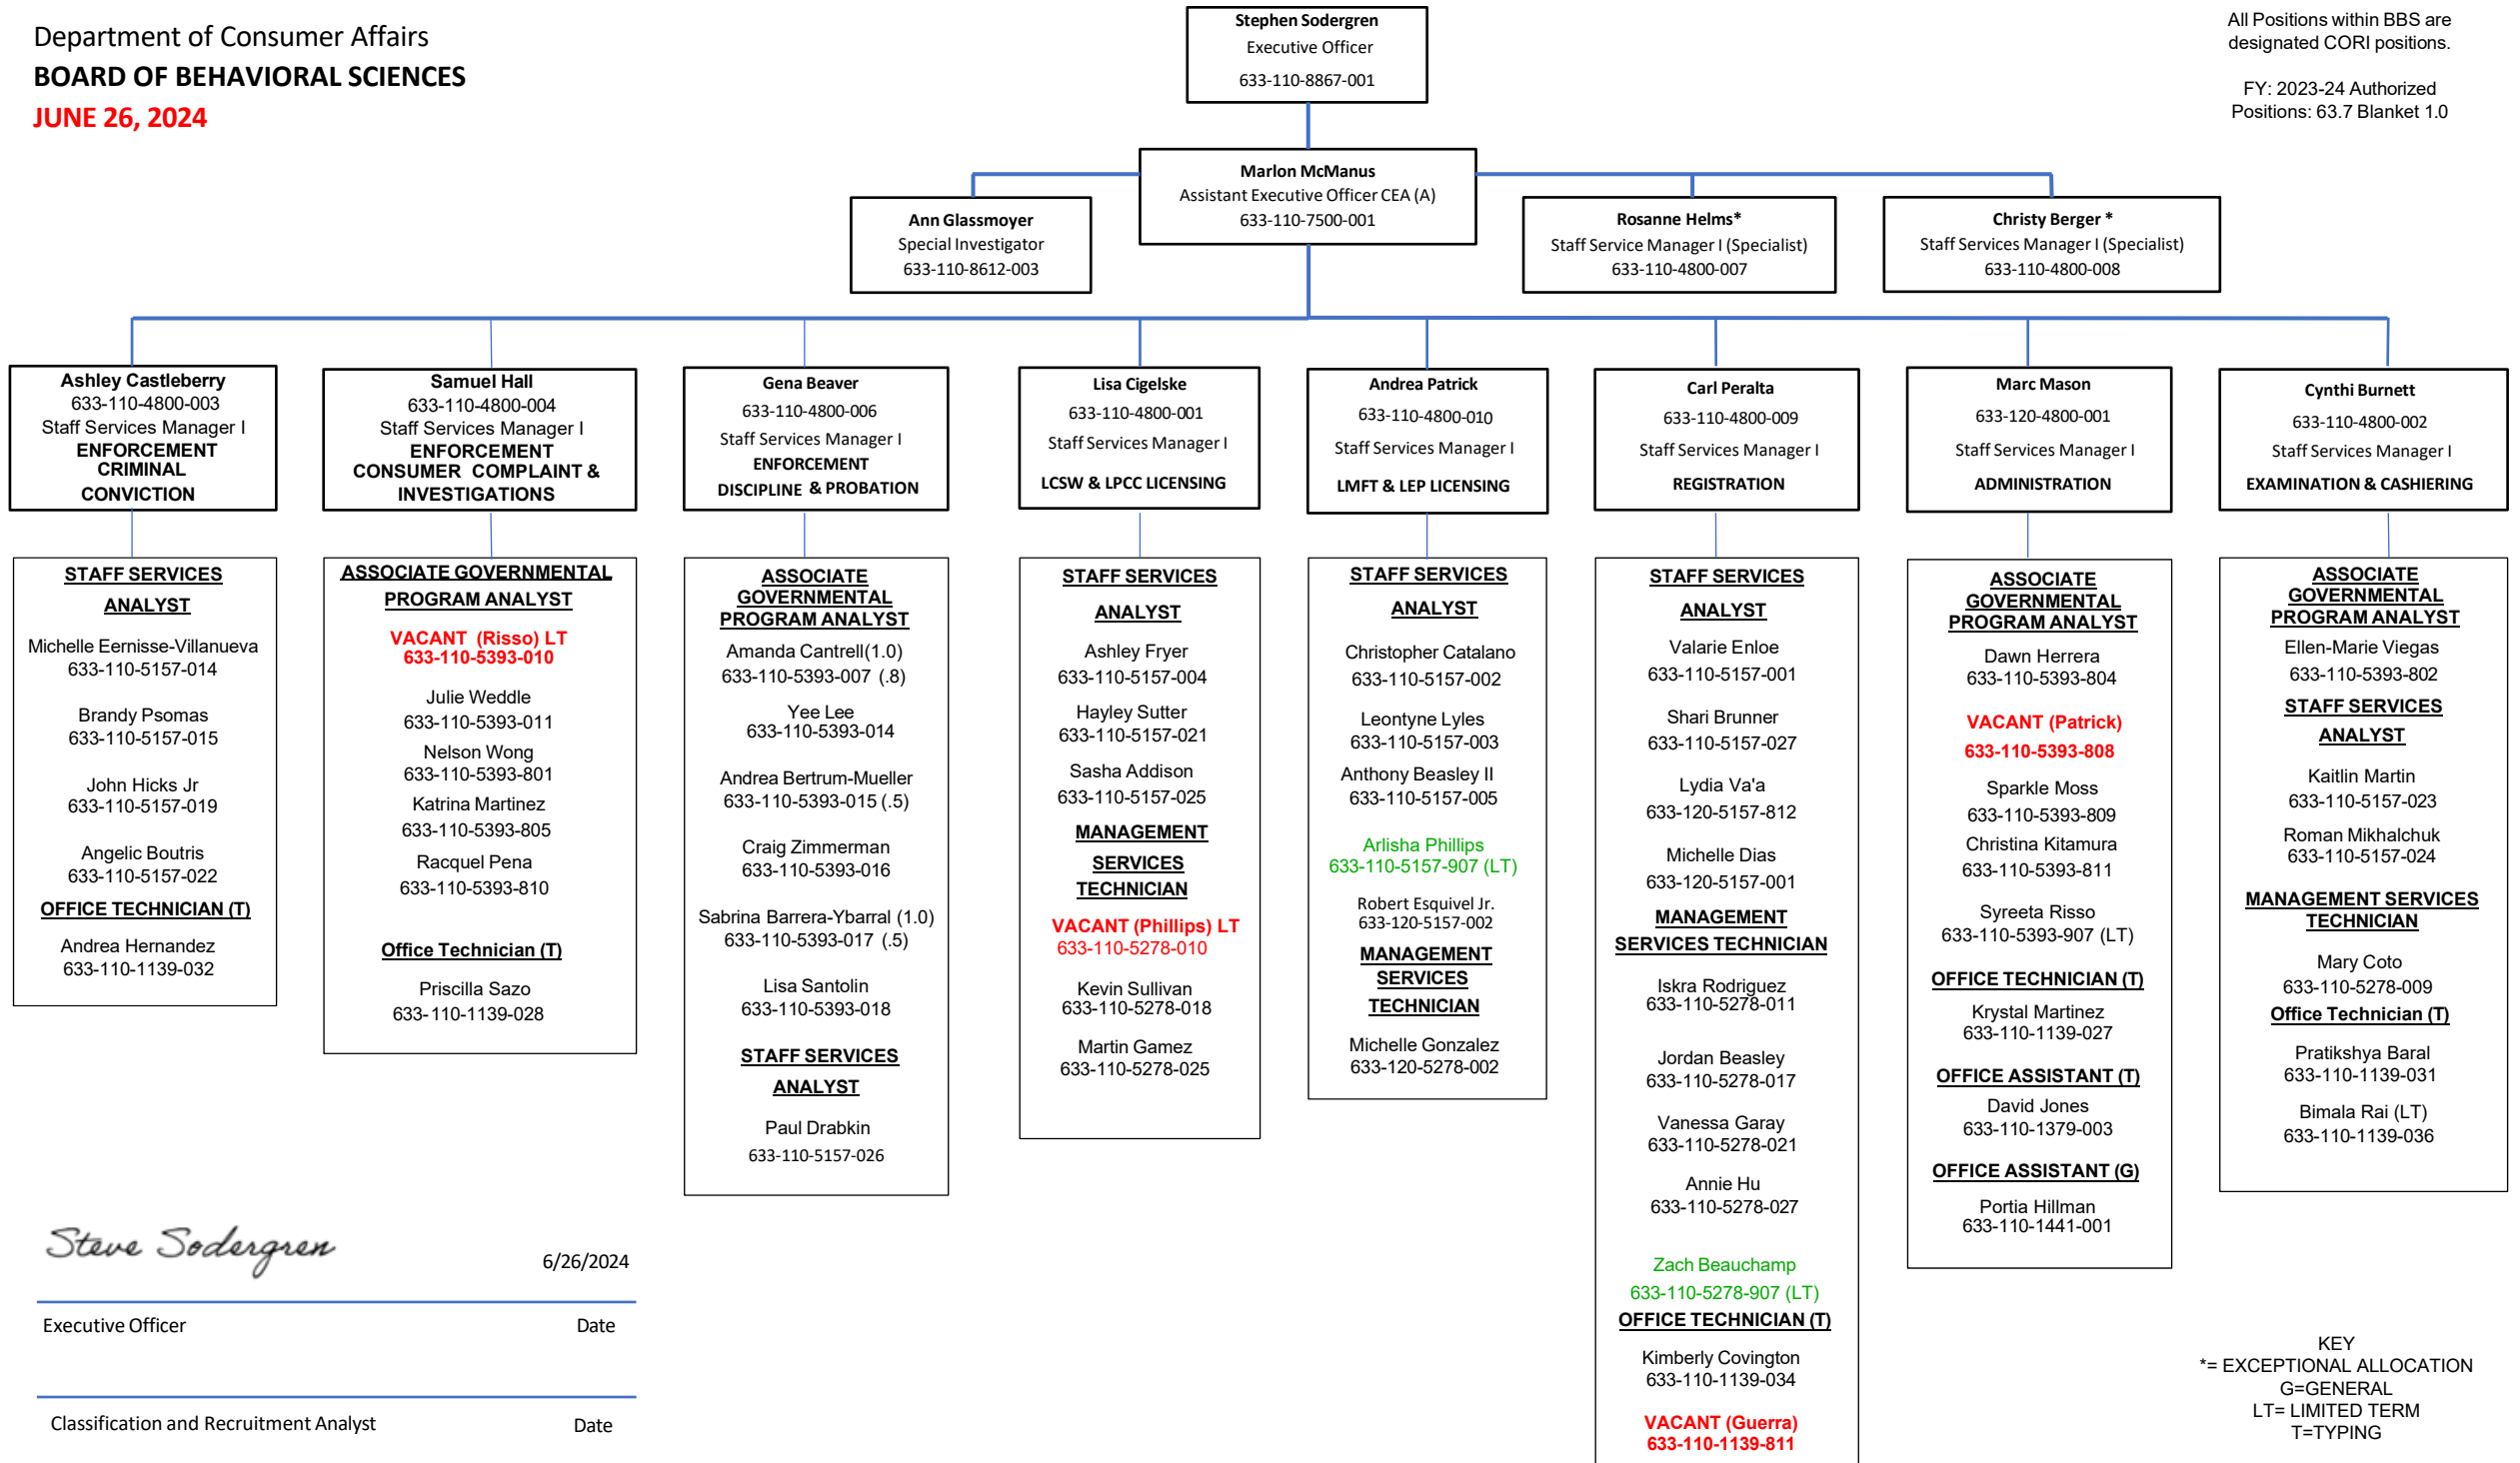 Department of Consumer Affairs
BOARD OF BEHAVIORAL SCIENCES
JUNE 26, 2024
Stephen Sodergren
Executive Officer
633-110-8867-001
All Positions within BBS are
designated CORI positions.
FY: 2023-24 Authorized
Positions: 63.7 Blanket 1.0
Marlon McManus
Assistant Executive Officer CEA (A)
633-110-7500-001
Ann Glassmoyer
Special Investigator
633-110-8612-003
Rosanne Helms*
Staff Service Manager I (Specialist)
633-110-4800-007
Christy Berger *
Staff Services Manager I (Specialist)
633-110-4800-008
Ashley Castleberry
633-110-4800-003
Staff Services Manager I
ENFORCEMENT
CRIMINAL
CONVICTION
STAFF SERVICES
ANALYST
Michelle Eernisse-Villanueva
633-110-5157-014
Brandy Psomas
633-110-5157-015
John Hicks Jr
633-110-5157-019
Angelic Boutris
633-110-5157-022
OFFICE TECHNICIAN (T)
Andrea Hernandez
633-110-1139-032
Samuel Hall
633-110-4800-004
Staff Services Manager I
ENFORCEMENT
CONSUMER COMPLAINT &
INVESTIGATIONS
ASSOCIATE GOVERNMENTAL
PROGRAM ANALYST
VACANT (Risso) LT
633-110-5393-010
Julie Weddle
633-110-5393-011
Nelson Wong
633-110-5393-801
Katrina Martinez
633-110-5393-805
Racquel Pena
633-110-5393-810
Office Technician (T)
Priscilla Sazo
633-110-1139-028
Gena Beaver
633-110-4800-006
Staff Services Manager I
ENFORCEMENT
DISCIPLINE & PROBATION
ASSOCIATE
GOVERNMENTAL
PROGRAM ANALYST
Amanda Cantrell(1.0)
633-110-5393-007 (.8)
Yee Lee
633-110-5393-014
Andrea Bertrum-Mueller
633-110-5393-015 (.5)
Craig Zimmerman
633-110-5393-016
Sabrina Barrera-Ybarral (1.0)
633-110-5393-017 (.5)
Lisa Santolin
633-110-5393-018
STAFF SERVICES
ANALYST
Paul Drabkin
633-110-5157-026
Lisa Cigelske
633-110-4800-001
Staff Services Manager I
LCSW & LPCC LICENSING
STAFF SERVICES
ANALYST
Ashley Fryer
633-110-5157-004
Hayley Sutter
633-110-5157-021
Sasha Addison
633-110-5157-025
MANAGEMENT
SERVICES
TECHNICIAN
VACANT (Phillips) LT
633-110-5278-010
Kevin Sullivan
633-110-5278-018
Martin Gamez
633-110-5278-025
Andrea Patrick
633-110-4800-010
Staff Services Manager I
LMFT & LEP LICENSING
STAFF SERVICES
ANALYST
Christopher Catalano
633-110-5157-002
Leontyne Lyles
633-110-5157-003
Anthony Beasley II
633-110-5157-005
Arlisha Phillips
633-110-5157-907 (LT)
Robert Esquivel Jr.
633-120-5157-002
MANAGEMENT
SERVICES
TECHNICIAN
Michelle Gonzalez
633-120-5278-002
Carl Peralta
633-110-4800-009
Staff Services Manager I
REGISTRATION
STAFF SERVICES
ANALYST
Valarie Enloe
633-110-5157-001
Shari Brunner
633-110-5157-027
Lydia Va'a
633-120-5157-812
Michelle Dias
633-120-5157-001
MANAGEMENT
SERVICES TECHNICIAN
Iskra Rodriguez
633-110-5278-011
Jordan Beasley
633-110-5278-017
Vanessa Garay
633-110-5278-021
Annie Hu
633-110-5278-027
Zach Beauchamp
633-110-5278-907 (LT)
OFFICE TECHNICIAN (T)
Kimberly Covington
633-110-1139-034
VACANT (Guerra)
633-110-1139-811
Marc Mason
633-120-4800-001
Staff Services Manager I
ADMINISTRATION
ASSOCIATE
GOVERNMENTAL
PROGRAM ANALYST
Dawn Herrera
633-110-5393-804
VACANT (Patrick)
633-110-5393-808
Sparkle Moss
633-110-5393-809
Christina Kitamura
633-110-5393-811
Syreeta Risso
633-110-5393-907 (LT)
OFFICE TECHNICIAN (T)
Krystal Martinez
633-110-1139-027
OFFICE ASSISTANT (T)
David Jones
633-110-1379-003
OFFICE ASSISTANT (G)
Portia Hillman
633-110-1441-001
Cynthi Burnett
633-110-4800-002
Staff Services Manager I
EXAMINATION & CASHIERING
ASSOCIATE
GOVERNMENTAL
PROGRAM ANALYST
Ellen-Marie Viegas
633-110-5393-802
STAFF SERVICES
ANALYST
Kaitlin Martin
633-110-5157-023
Roman Mikhalchuk
633-110-5157-024
MANAGEMENT SERVICES
TECHNICIAN
Mary Coto
633-110-5278-009
Office Technician (T)
Pratikshya Baral
633-110-1139-031
Bimala Rai (LT)
633-110-1139-036
Steve Sodergren
6/26/2024
Executive Officer Date
Classification and Recruitment Analyst Date
KEY
*= EXCEPTIONAL ALLOCATION
G=GENERAL
LT= LIMITED TERM
T=TYPING